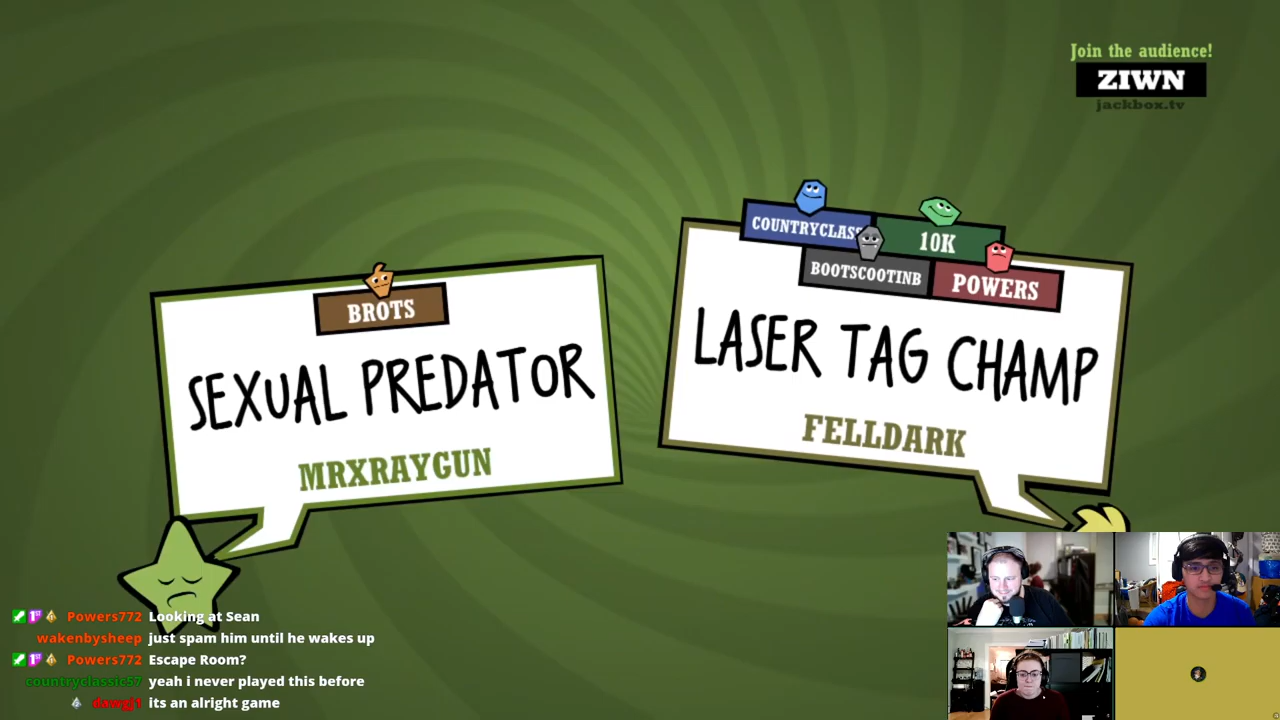 Join the audience!
ZIWN
jackbox.tv
COUNTRYCLAS
10K
BOOTSCOOTINB
POWERS
BROTS
SEXUAL PREDATOR
MRXRAYGUN
LASER TAG CHAMP
FELLDARK
Powers772 Looking at Sean
wakenbysheep just spam him until he wakes up
Powers772 Escape Room?
countryclassic57 yeah i never played this before
dawgj1 its an alright game